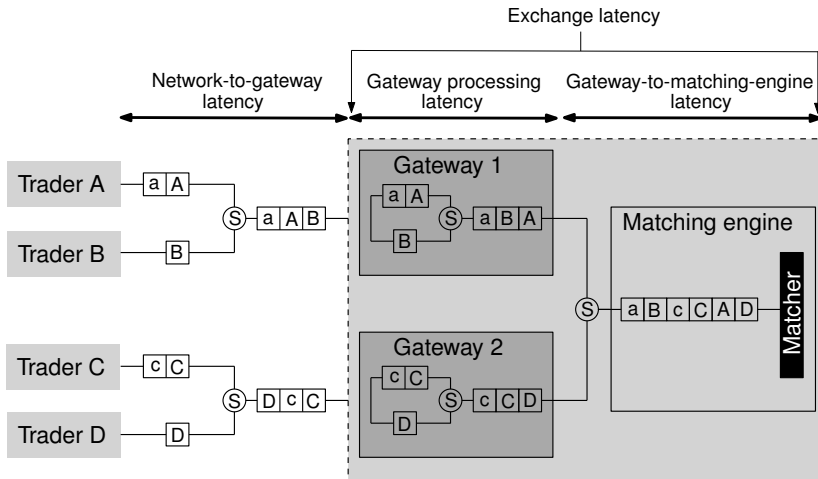 Exchange latency
Network-to-gateway
latency
Gateway processing
latency
Gateway-to-matching-engine
latency
Trader A
a A
Trader B
B
S
a A B
Gateway 1
a A
B
S
a B A
Trader C
c C
Trader D
D
S
D c C
Gateway 2
c C
D
S
c C D
S
Matching engine
a B c C A D
Matcher